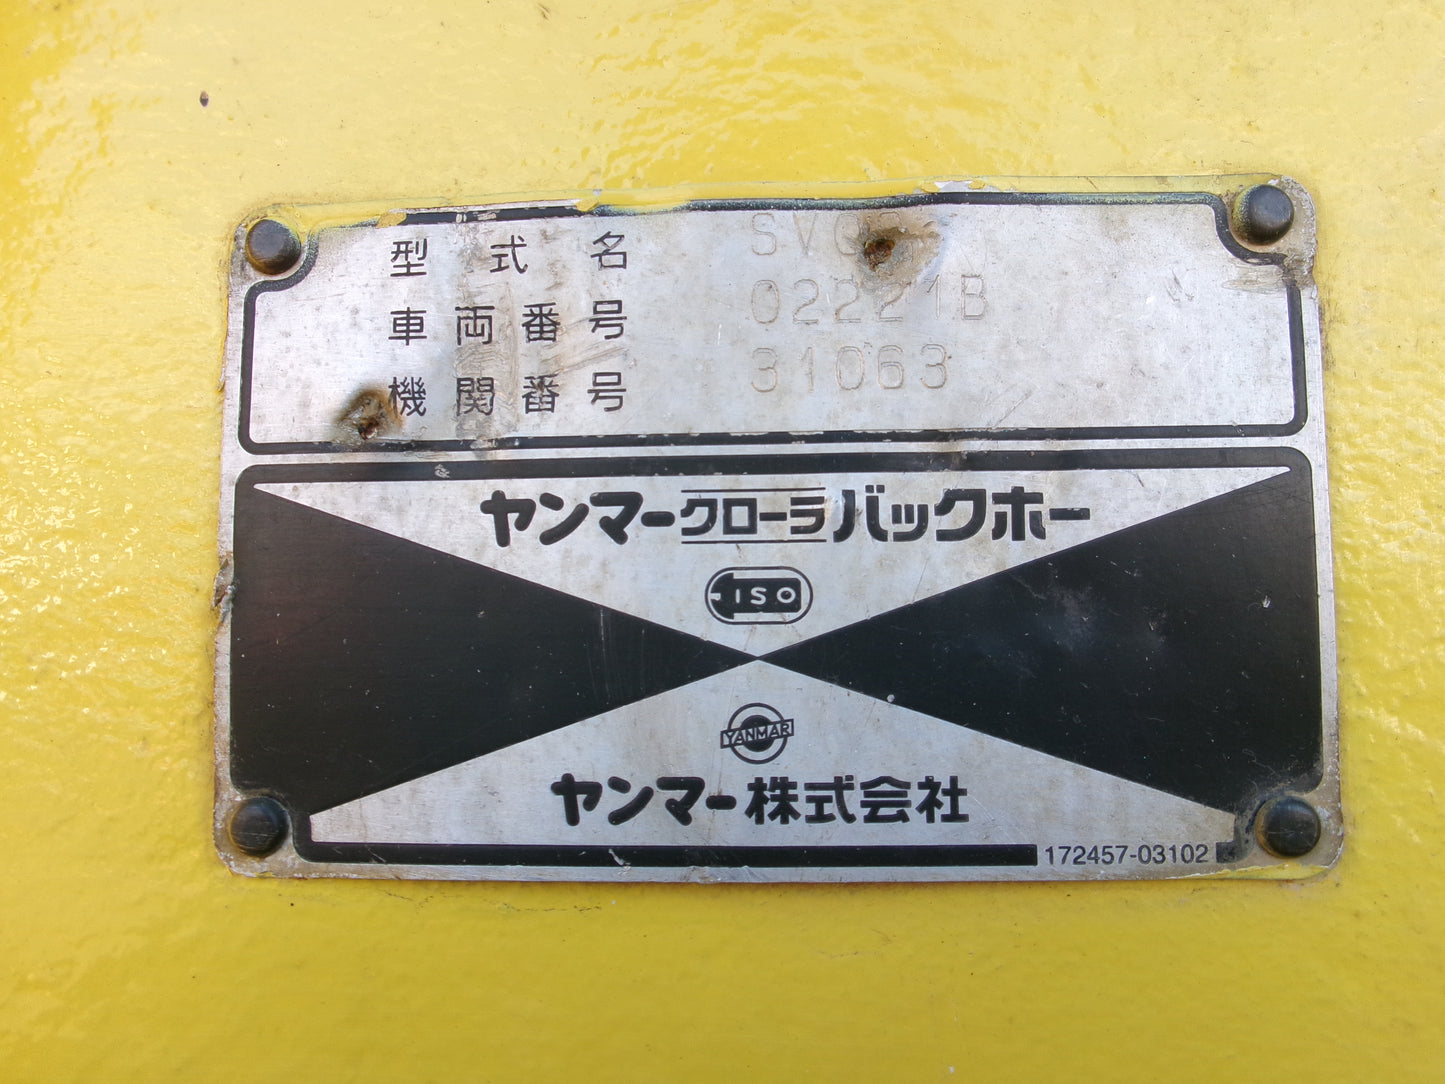 型式名
車両番号 02221B
機関番号 31063
ヤンマークローラバックホー
ISO
YANMAR
ヤンマー株式会社
172457-03102